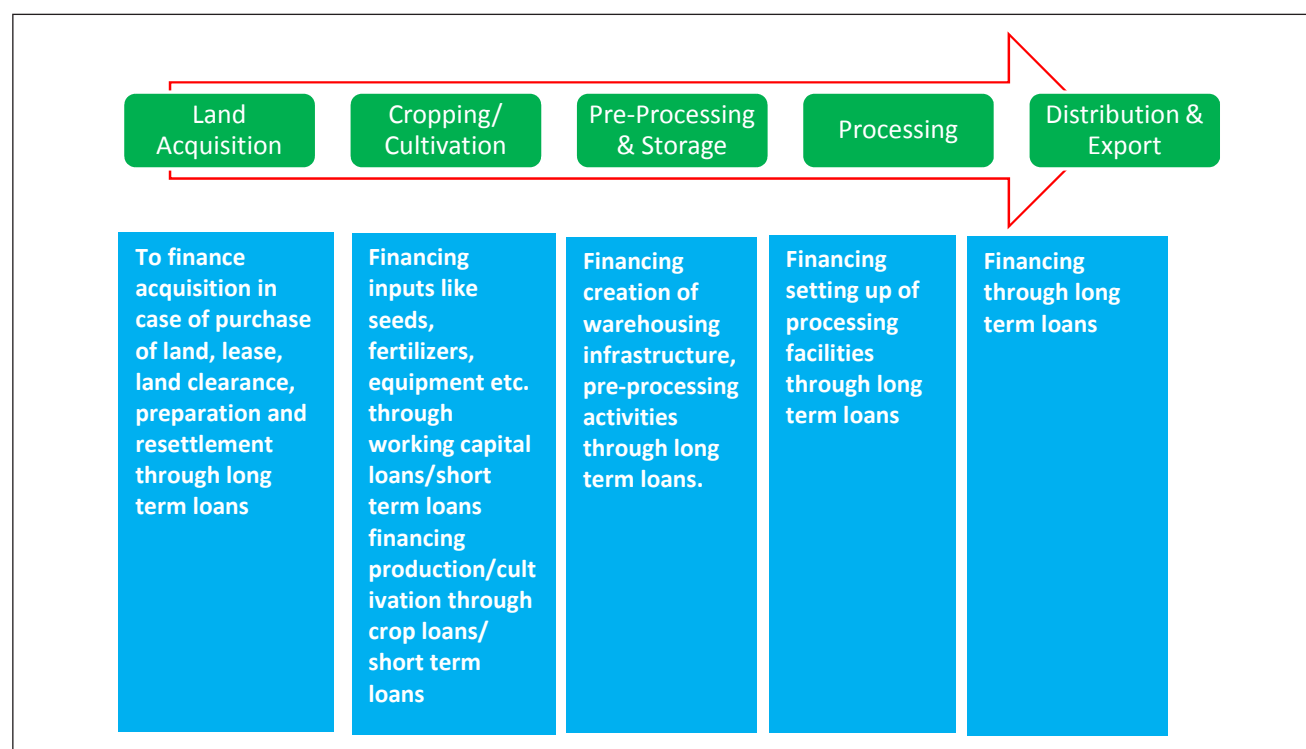 Land
Acquisition
Cropping/
Cultivation
Pre-Processing
& Storage
Processing
Distribution &
Export
To finance
acquisition in
case of purchase
of land, lease,
land clearance,
preparation and
resettlement
through long
term loans
Financing
inputs like
seeds,
fertilizers,
equipment etc.
through
working capital
loans/short
term loans
financing
production/cult
ivation through
crop loans/
short term
loans
Financing
creation of
warehousing
infrastructure,
pre-processing
activities
through long
term loans.
Financing
setting up of
processing
facilities
through long
term loans
Financing
through long
term loans